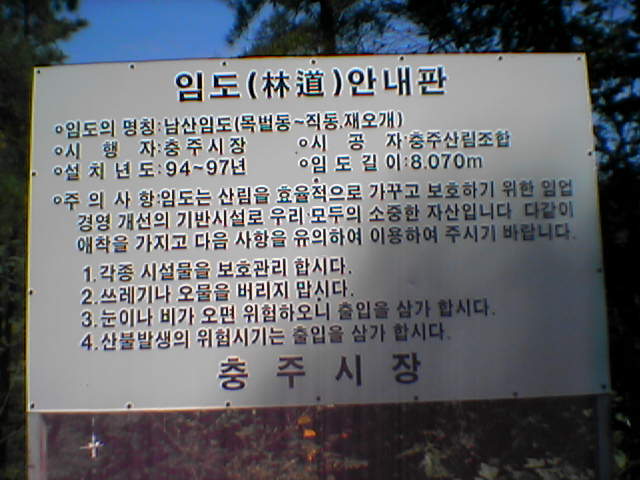 임도(林道)안내판
○임도의 명칭:남산임도(목벌동~직동.재오개)
○시 행 자:충주시장 ○시 공 자:충주산림조합
○설치년도:94~97년 ○임도길이:8.070m
○주의사항:임도는 산림을 효율적으로 가꾸고 보호하기 위한 임업
경영 개선의 기반시설로 우리 모두의 소중한 자산입니다 다같이
애착을 가지고 다음 사항을 유의하여 이용하여 주시기 바랍니다.
1.각종 시설물을 보호관리 합시다.
2.쓰레기나 오물을 버리지 맙시다.
3.눈이나 비가 오면 위험하오니 출입을 삼가 합시다.
4.산불발생의 위험시기는 출입을 삼가 합시다.
충주시장